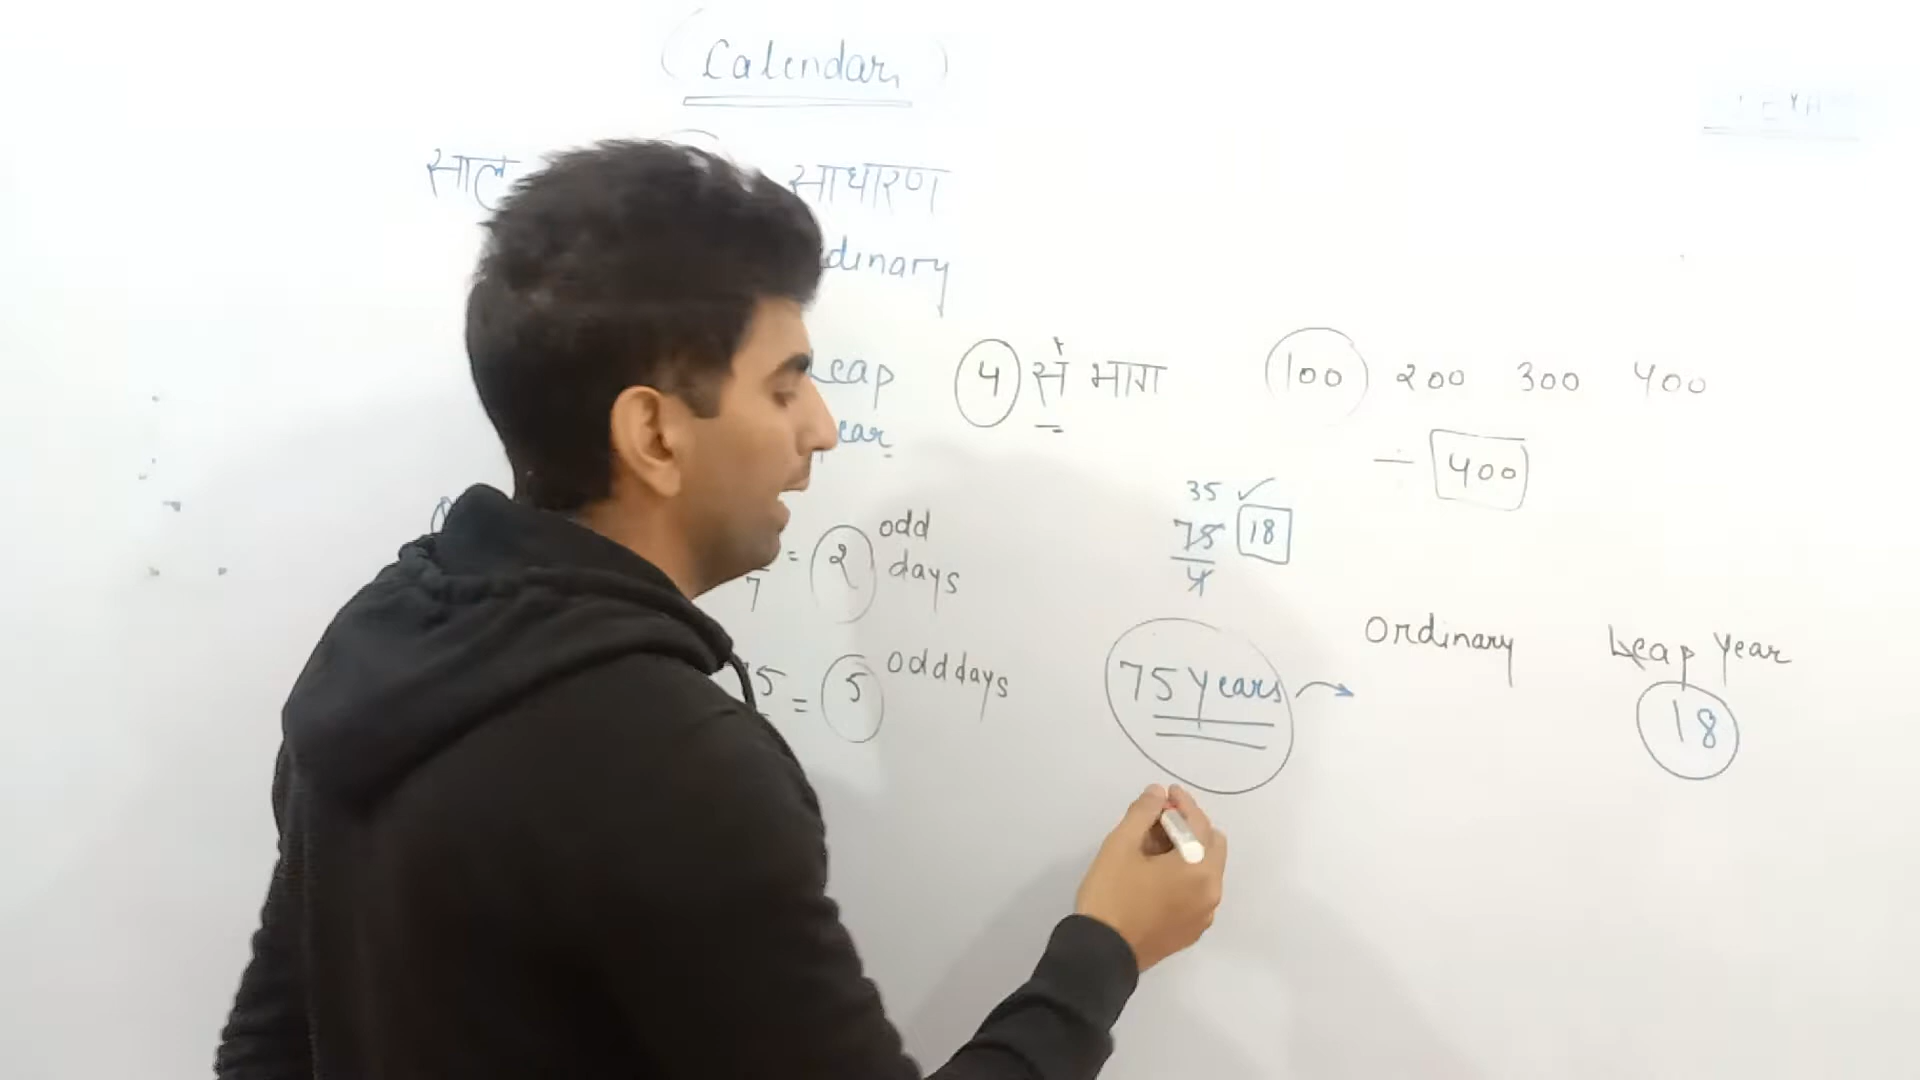 (Calendar)
साल साधारण
dinary
Leap 4 से भाग 100 200 300 400
ear
÷ 400
35 ✓
75 18
4
odd
= 2 days
7
75 Years → Ordinary Leap Year
18
5 = 5 odd days